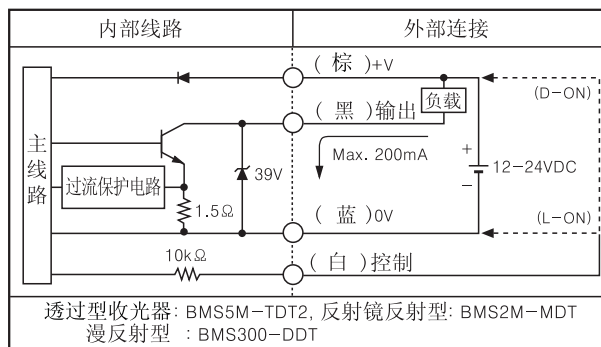 内部线路
外部连接
(棕)+V
(黑)输出
负载
(D-ON)
主线路
Max. 200mA
39V
12-24VDC
+
-
过流保护电路
1.5Ω
(蓝)0V
(L-ON)
10kΩ
(白)控制
透过型收光器: BMS5M-TDT2, 反射镜反射型: BMS2M-MDT
漫反射型 : BMS300-DDT